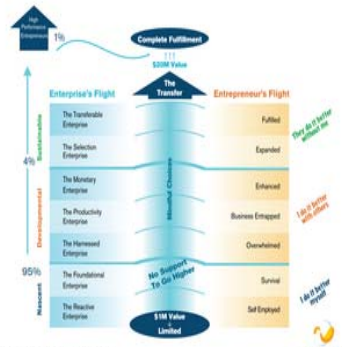 High
Performance
Entrepreneurs
1%
Complete Fulfillment
$20M Value
The
Transfer
Enterprise's Flight
Entrepreneur's Flight
The Transferable
Enterprise
Fulfilled
The Selection
Enterprise
Expanded
The Monetary
Enterprise
Enhanced
The Productivity
Enterprise
Business Entrapped
The Harnessed
Enterprise
Overwhelmed
The Foundational
Enterprise
Survival
The Reactive
Enterprise
Self Employed
Sustainable
4%
Developmental
95%
Nascent
Mindful Choices
No Support
To Go Higher
$1M Value
Limited
They do it better
without me
I do it better
with others
I do it better
myself